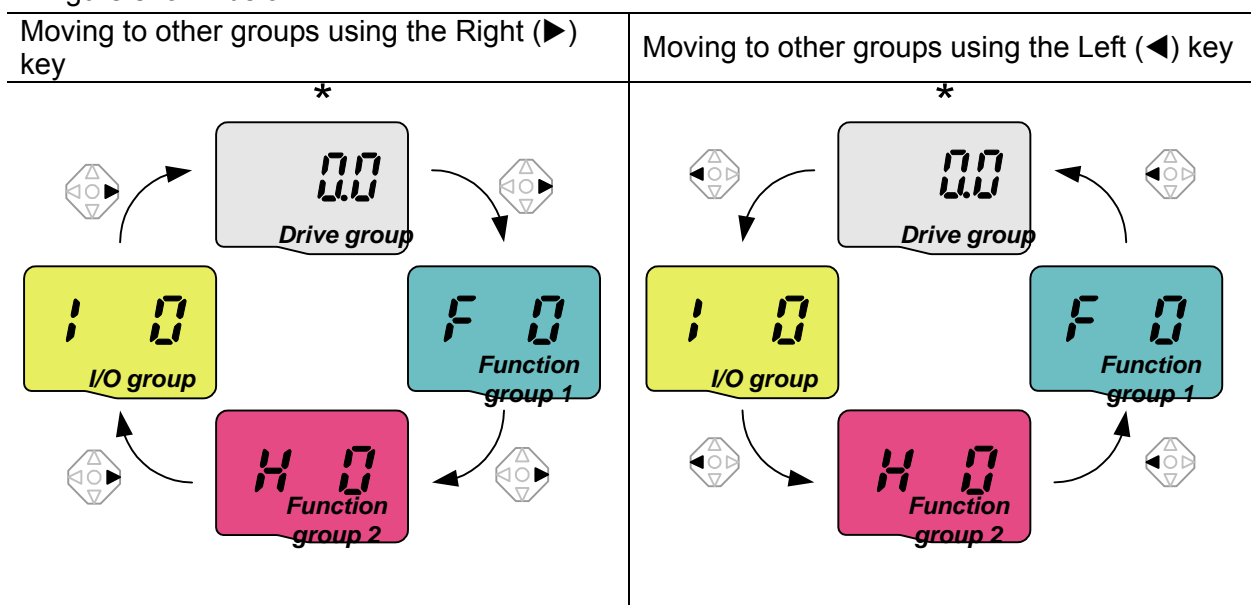 Moving to other groups using the Right (▶)
key
Moving to other groups using the Left (◀) key
*
0.0
Drive group
I 0
I/O group
F 0
Function
group 1
H 0
Function
group 2
*
0.0
Drive group
I 0
I/O group
F 0
Function
group 1
H 0
Function
group 2